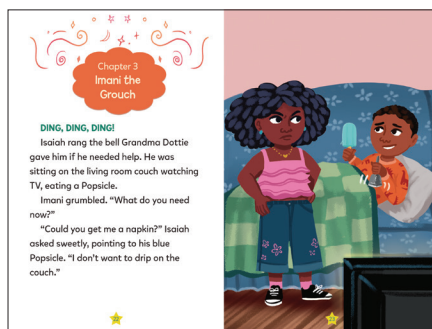 Chapter 3
Imani the
Grouch
DING, DING, DING!
Isaiah rang the bell Grandma Dottie
gave him if he needed help. He was
sitting on the living room couch watching
TV, eating a Popsicle.
Imani grumbled. “What do you need
now?”
“Could you get me a napkin?” Isaiah
asked sweetly, pointing to his blue
Popsicle. “I don’t want to drip on the
couch.”